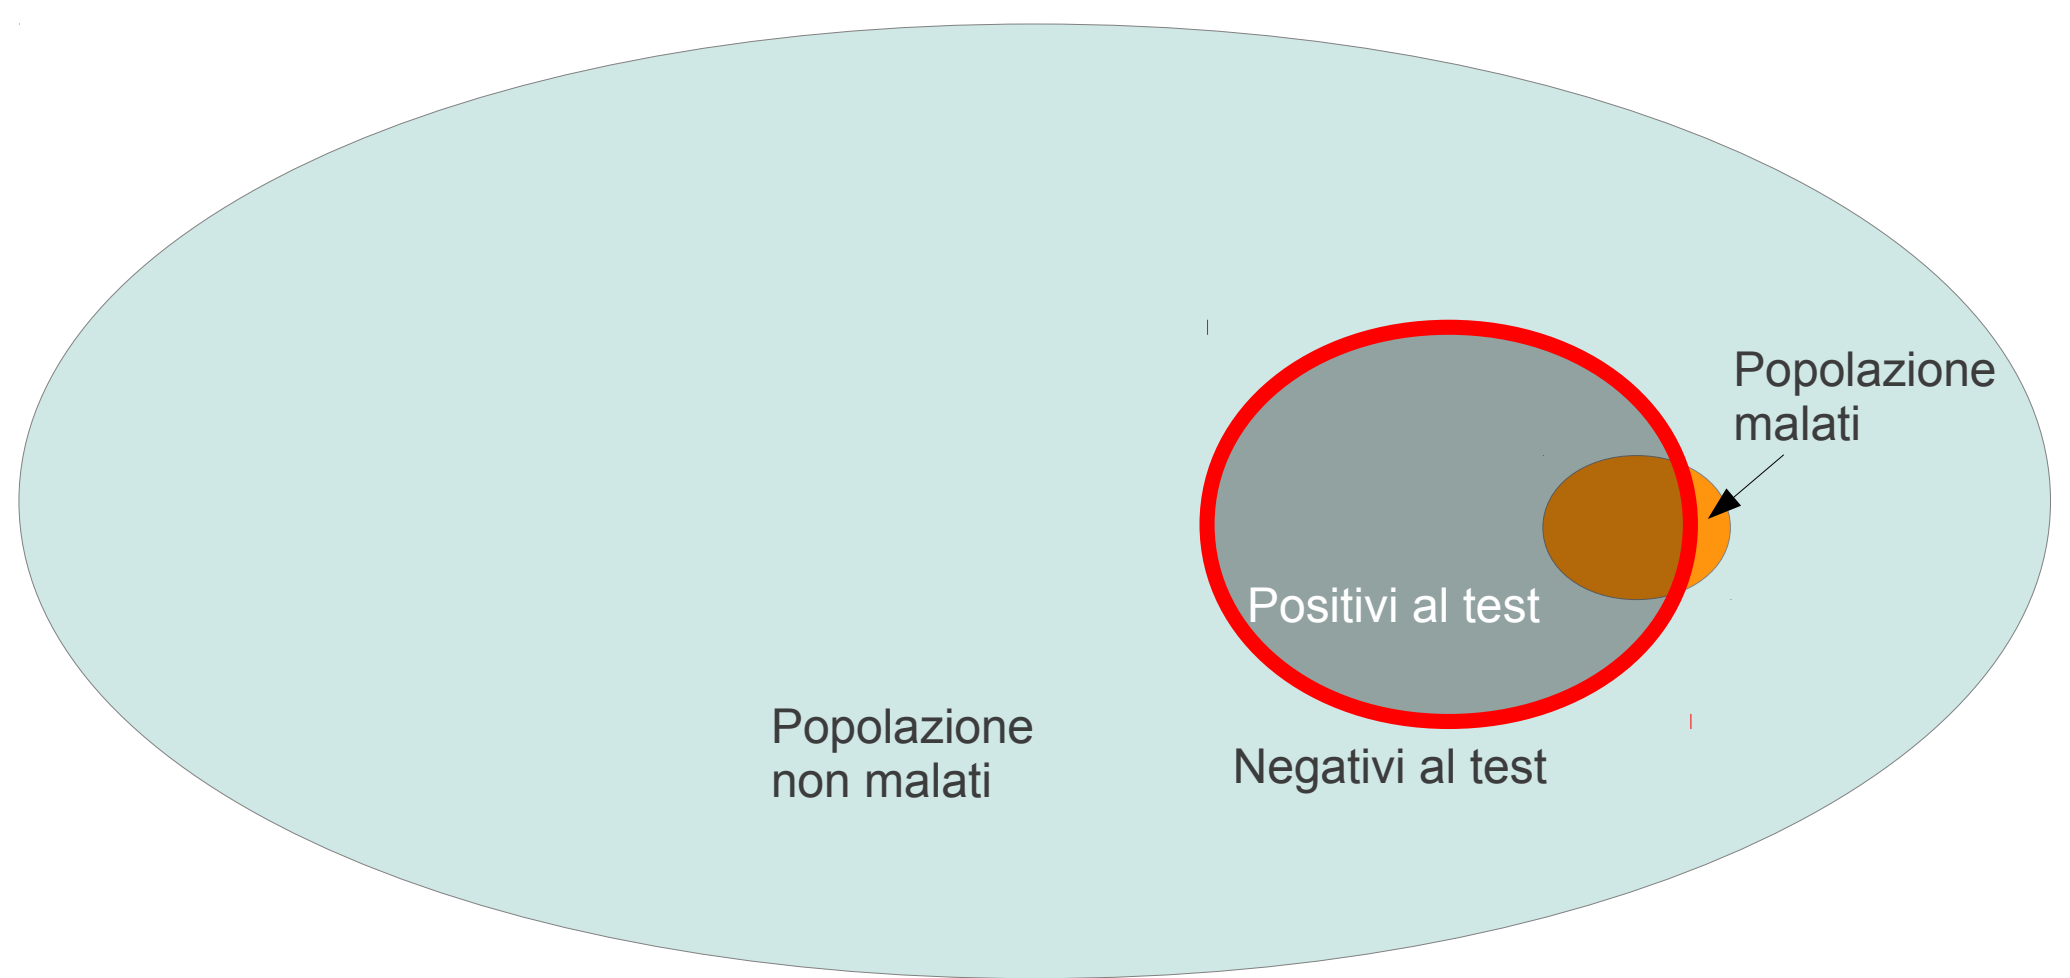 Popolazione
malati
Positivi al test
Popolazione
non malati
Negativi al test